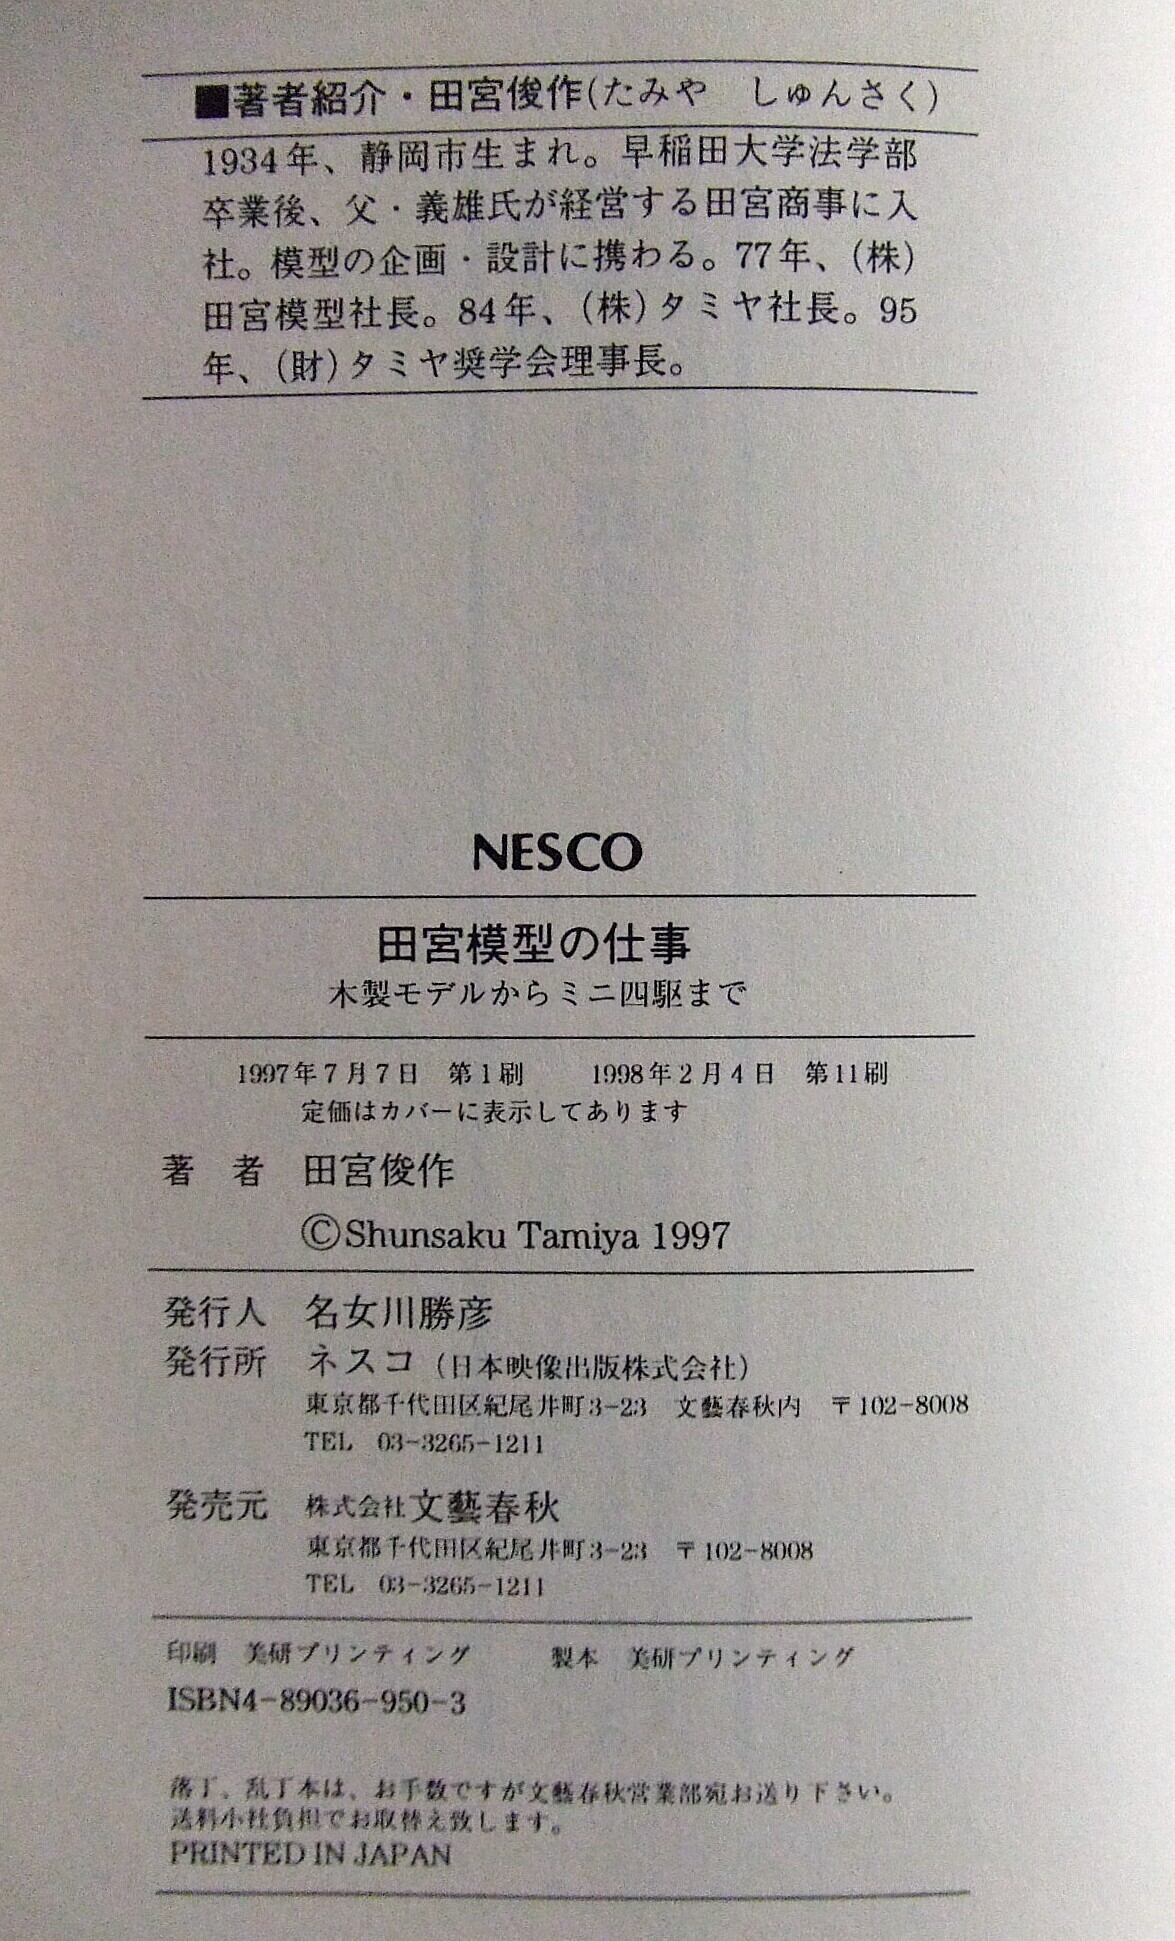 ■著者紹介・田宮俊作(たみや　しゅんさく)
1934年、静岡市生まれ。早稲田大学法学部
卒業後、父・義雄氏が経営する田宮商事に入
社。模型の企画・設計に携わる。77年、(株)
田宮模型社長。84年、(株)タミヤ社長。95
年、(財)タミヤ奨学会理事長。
NESCO
田宮模型の仕事
木製モデルからミニ四駆まで
1997年7月7日　第1刷　　1998年2月4日　第11刷
定価はカバーに表示してあります
著　者　田宮俊作
©Shunsaku Tamiya 1997
発行人　名女川勝彦
発行所　ネスコ(日本映像出版株式会社)
東京都千代田区紀尾井町3-23　文藝春秋内　〒102-8008
TEL　03-3265-1211
発売元　株式会社文藝春秋
東京都千代田区紀尾井町3-23　〒102-8008
TEL　03-3265-1211
印刷　美研プリンティング　　製本　美研プリンティング
ISBN4-89036-950-3
落丁、乱丁本は、お手数ですが文藝春秋営業部宛お送り下さい。
送料小社負担でお取替え致します。
PRINTED IN JAPAN